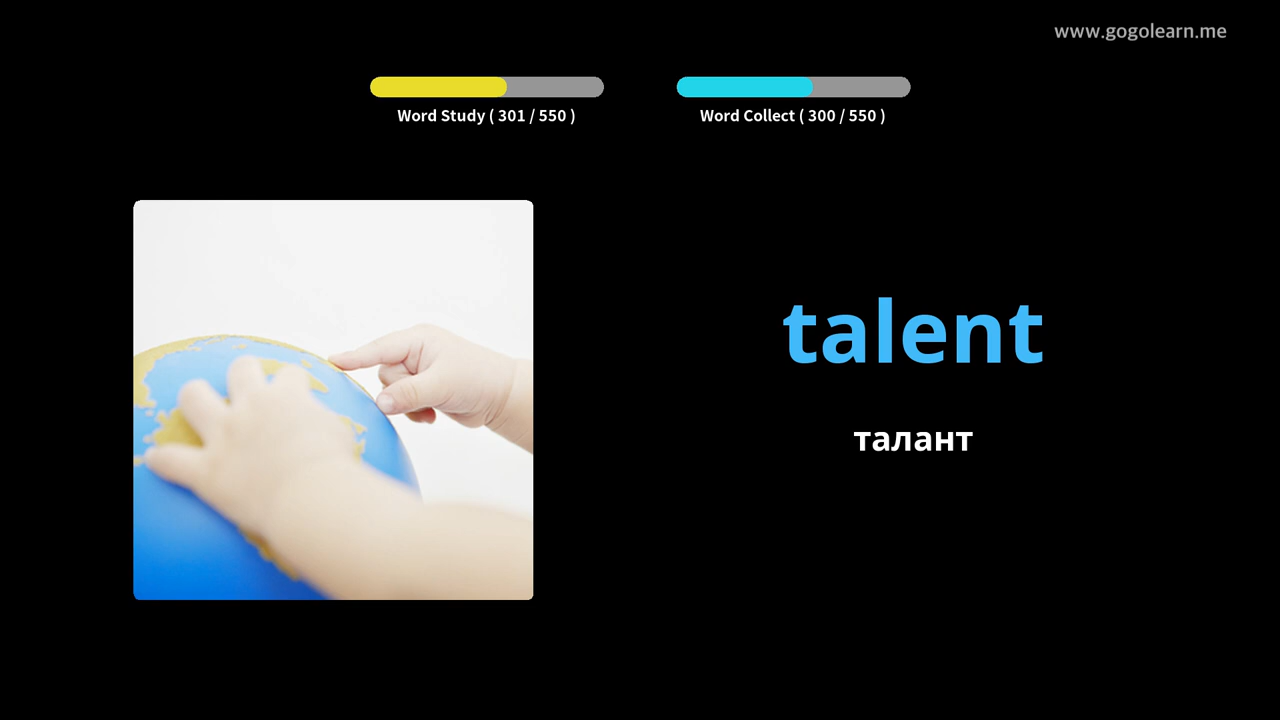 www.gogolearn.me
Word Study ( 301 / 550 )
Word Collect ( 300 / 550 )
talent
талант